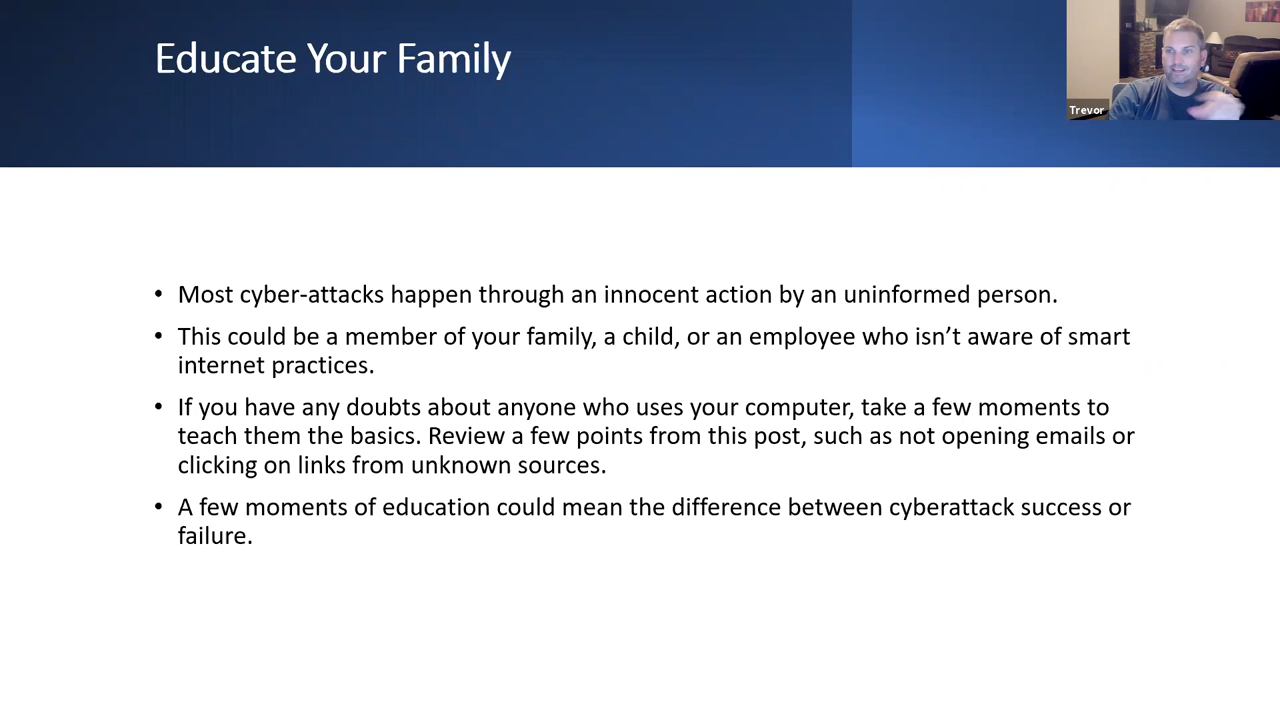 Educate Your Family
Trevor
• Most cyber-attacks happen through an innocent action by an uninformed person.
• This could be a member of your family, a child, or an employee who isn’t aware of smart
internet practices.
• If you have any doubts about anyone who uses your computer, take a few moments to
teach them the basics. Review a few points from this post, such as not opening emails or
clicking on links from unknown sources.
• A few moments of education could mean the difference between cyberattack success or
failure.